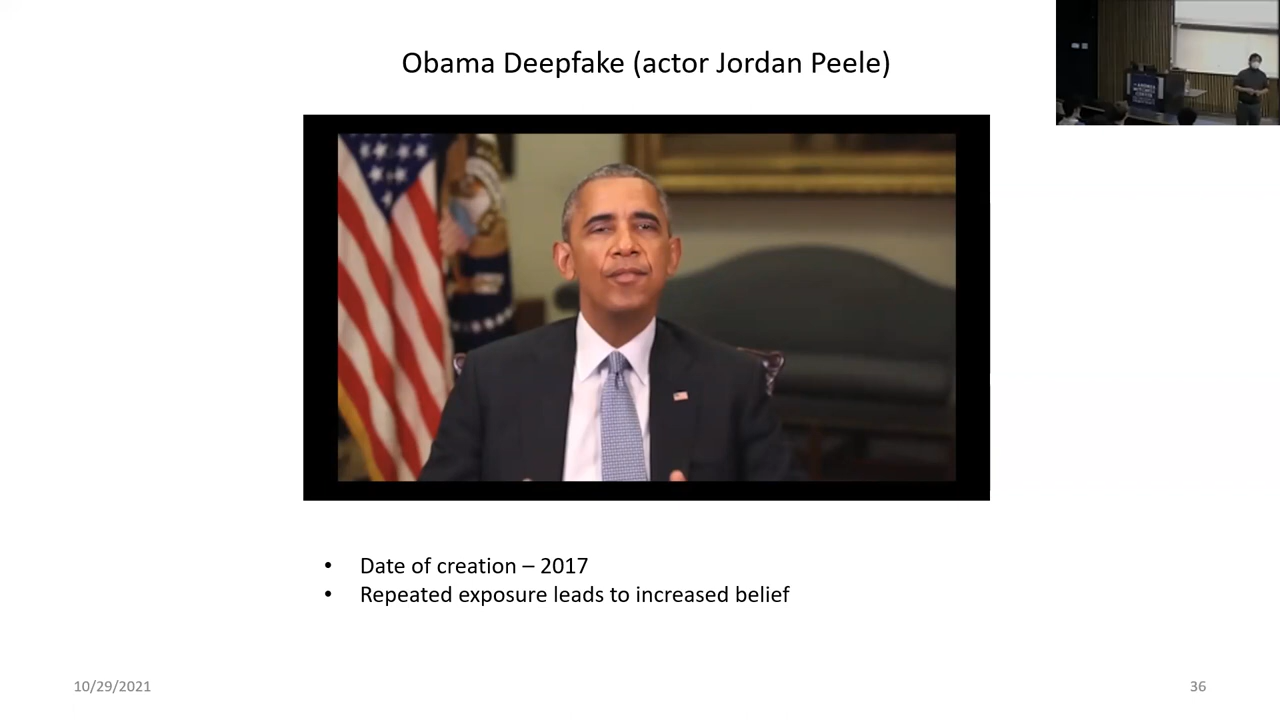 Obama Deepfake (actor Jordan Peele)
• Date of creation – 2017
• Repeated exposure leads to increased belief
10/29/2021
36